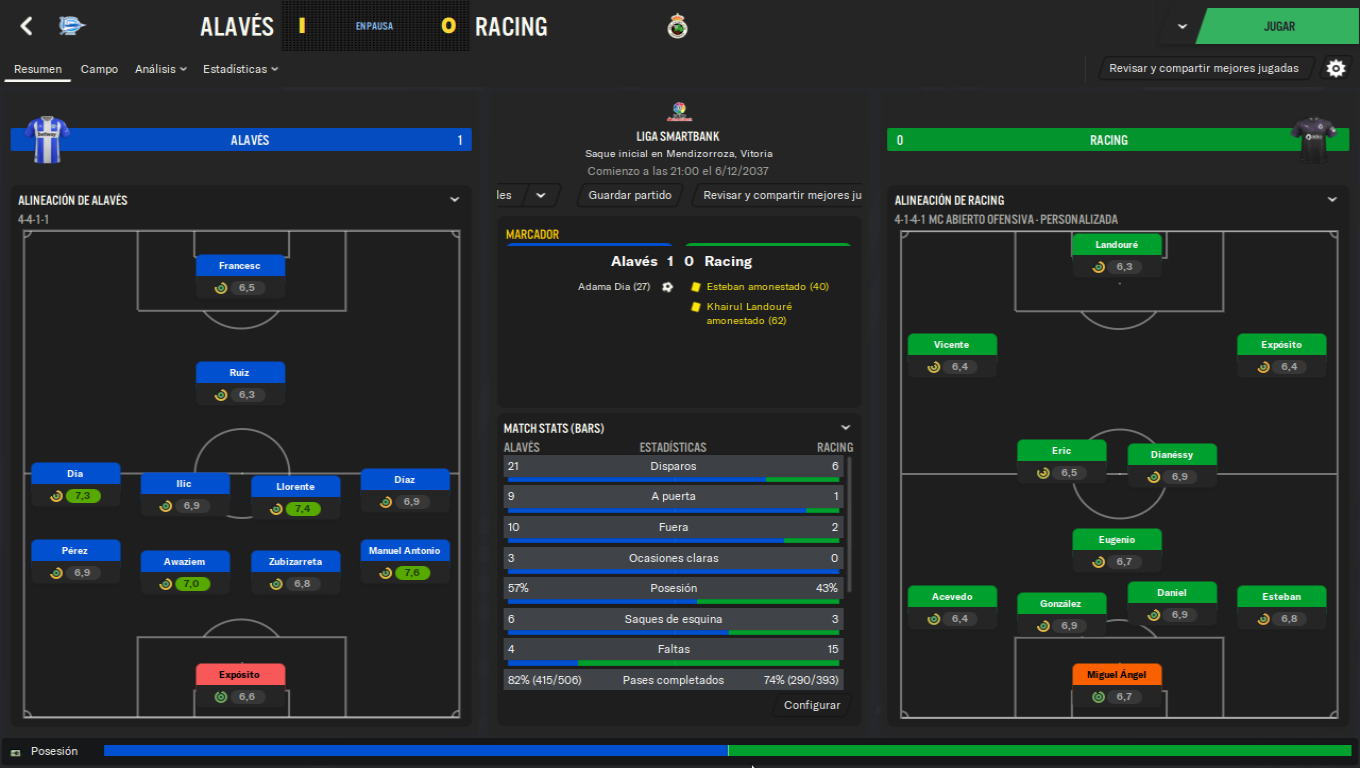 ALAVÉS 1 EN PAUSA 0 RACING
JUGAR
Resumen Campo Análisis Estadísticas
Revisar y compartir mejores jugadas
ALAVÉS 1
LIGA SMARTBANK
Saque inicial en Mendizorroza, Vitoria
Comienzo a las 21:00 el 6/12/2037
les Guardar partido Revisar y compartir mejores ju
0 RACING
ALINEACIÓN DE ALAVÉS
4-4-1-1
Francesc
6,5
Ruiz
6,3
Dia
7,3
Ilic
6,9
Llorente
7,4
Díaz
6,9
Pérez
6,9
Awaziem
7,0
Zubizarreta
6,8
Manuel Antonio
7,6
Expósito
6,6
MARCADOR
Alavés 1 0 Racing
Adama Dia (27)
Esteban amonestado (40)
Khairul Landouré
amonestado (62)
MATCH STATS (BARS)
ALAVÉS ESTADÍSTICAS RACING
21 Disparos 6
9 A puerta 1
10 Fuera 2
3 Ocasiones claras 0
57% Posesión 43%
6 Saques de esquina 3
4 Faltas 15
82% (415/506) Pases completados 74% (290/393)
Configurar
ALINEACIÓN DE RACING
4-1-4-1 MC ABIERTO OFENSIVA - PERSONALIZADA
Landouré
6,3
Vicente
6,4
Expósito
6,4
Eric
6,5
Dianéssy
6,9
Eugenio
6,7
Acevedo
6,4
González
6,9
Daniel
6,9
Esteban
6,8
Miguel Ángel
6,7
Posesión